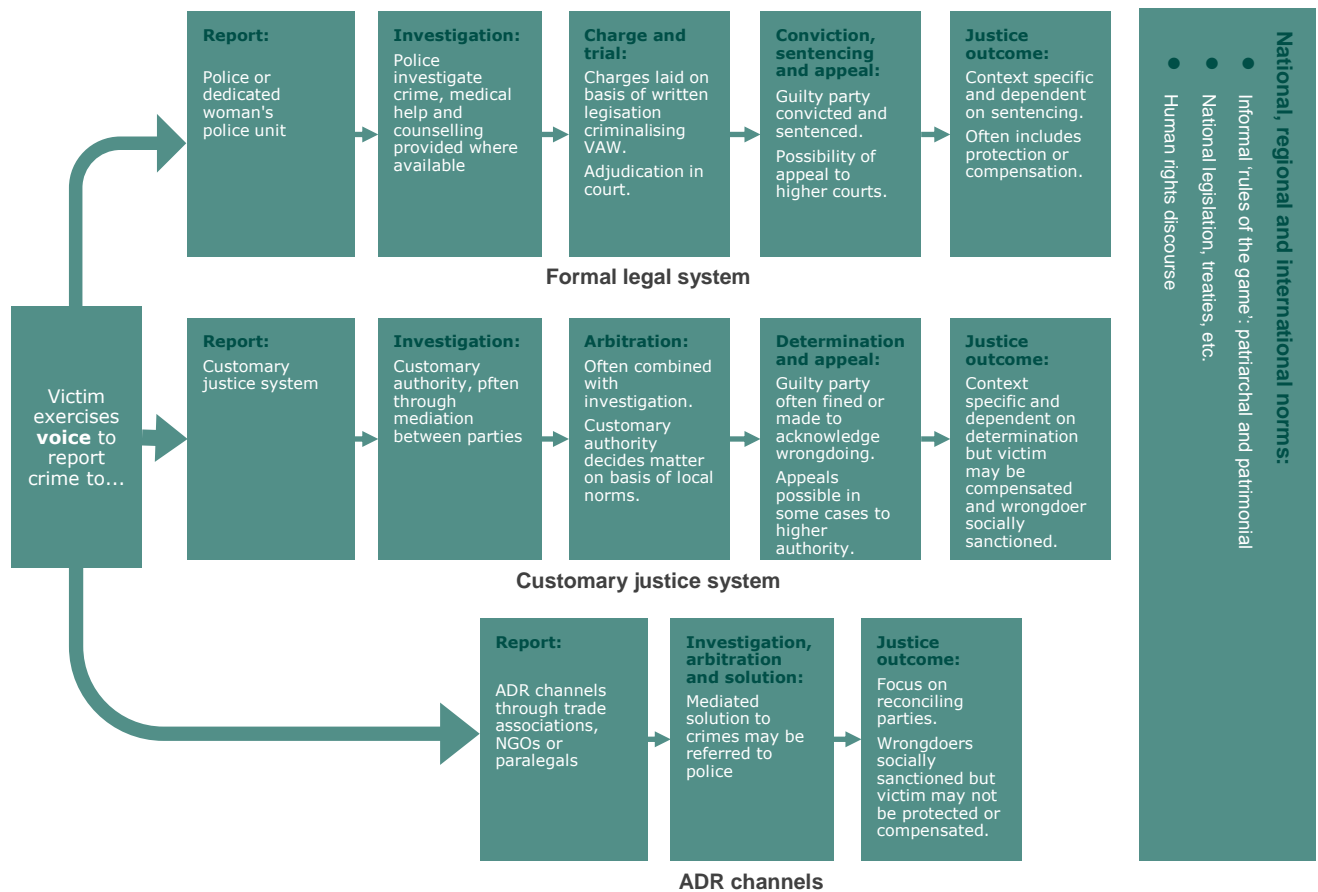 Victim
exercises
voice to
report
crime to…
Report:
Police or
dedicated
woman's
police unit
Investigation:
Police
investigate
crime, medical
help and
counselling
provided where
available
Charge and
trial:
Charges laid on
basis of written
legisation
criminalising
VAW.
Adjudication in
court.
Conviction,
sentencing
and appeal:
Guilty party
convicted and
sentenced.
Possibility of
appeal to
higher courts.
Justice
outcome:
Context specific
and dependent
on sentencing.
Often includes
protection or
compensation.
Formal legal system
Report:
Customary
justice system
Investigation:
Customary
authority, pften
through
mediation
between parties
Arbitration:
Often combined
with
investigation.
Customary
authority
decides matter
on basis of local
norms.
Determination
and appeal:
Guilty party
often fined or
made to
acknowledge
wrongdoing.
Appeals
possible in
some cases to
higher
authority.
Justice
outcome:
Context
specific and
dependent on
determination
but victim
may be
compensated
and wrongdoer
socially
sanctioned.
Customary justice system
Report:
ADR channels
through trade
associations,
NGOs or
paralegals
Investigation,
arbitration
and solution:
Mediated
solution to
crimes may be
referred to
police
Justice
outcome:
Focus on
reconciling
parties.
Wrongdoers
socially
sanctioned but
victim may not
be protected or
compensated.
ADR channels
National, regional and international norms:
● Informal ‘rules of the game’: patriarchal and patrimonial
● National legislation, treaties, etc.
● Human rights discourse